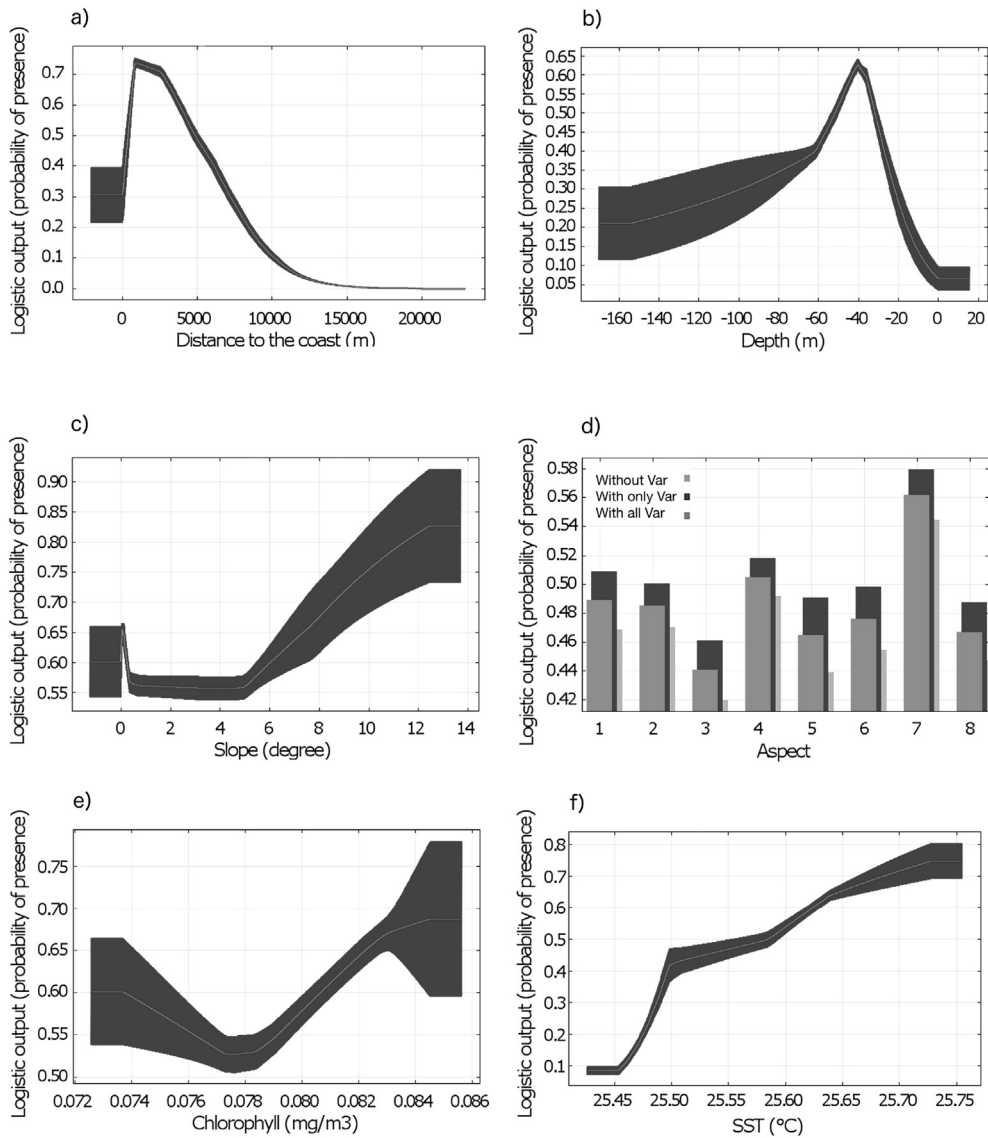 a)
Logistic output (probability of presence)
0.7
0.6
0.5
0.4
0.3
0.2
0.1
0.0
0 5000 10000 15000 20000
Distance to the coast (m)
b)
Logistic output (probability of presence)
0.65
0.60
0.55
0.50
0.45
0.40
0.35
0.30
0.25
0.20
0.15
0.10
0.05
-160 -140 -120 -100 -80 -60 -40 -20 0 20
Depth (m)
c)
Logistic output (probability of presence)
0.90
0.85
0.80
0.75
0.70
0.65
0.60
0.55
0 2 4 6 8 10 12 14
Slope (degree)
d)
Logistic output (probability of presence)
0.58
0.56
0.54
0.52
0.50
0.48
0.46
0.44
0.42
Without Var
With only Var
With all Var
1 2 3 4 5 6 7 8
Aspect
e)
Logistic output (probability of presence)
0.75
0.70
0.65
0.60
0.55
0.50
0.072 0.074 0.076 0.078 0.080 0.082 0.084 0.086
Chlorophyll (mg/m3)
f)
Logistic output (probability of presence)
0.8
0.7
0.6
0.5
0.4
0.3
0.2
0.1
25.45 25.50 25.55 25.60 25.65 25.70 25.75
SST (°C)